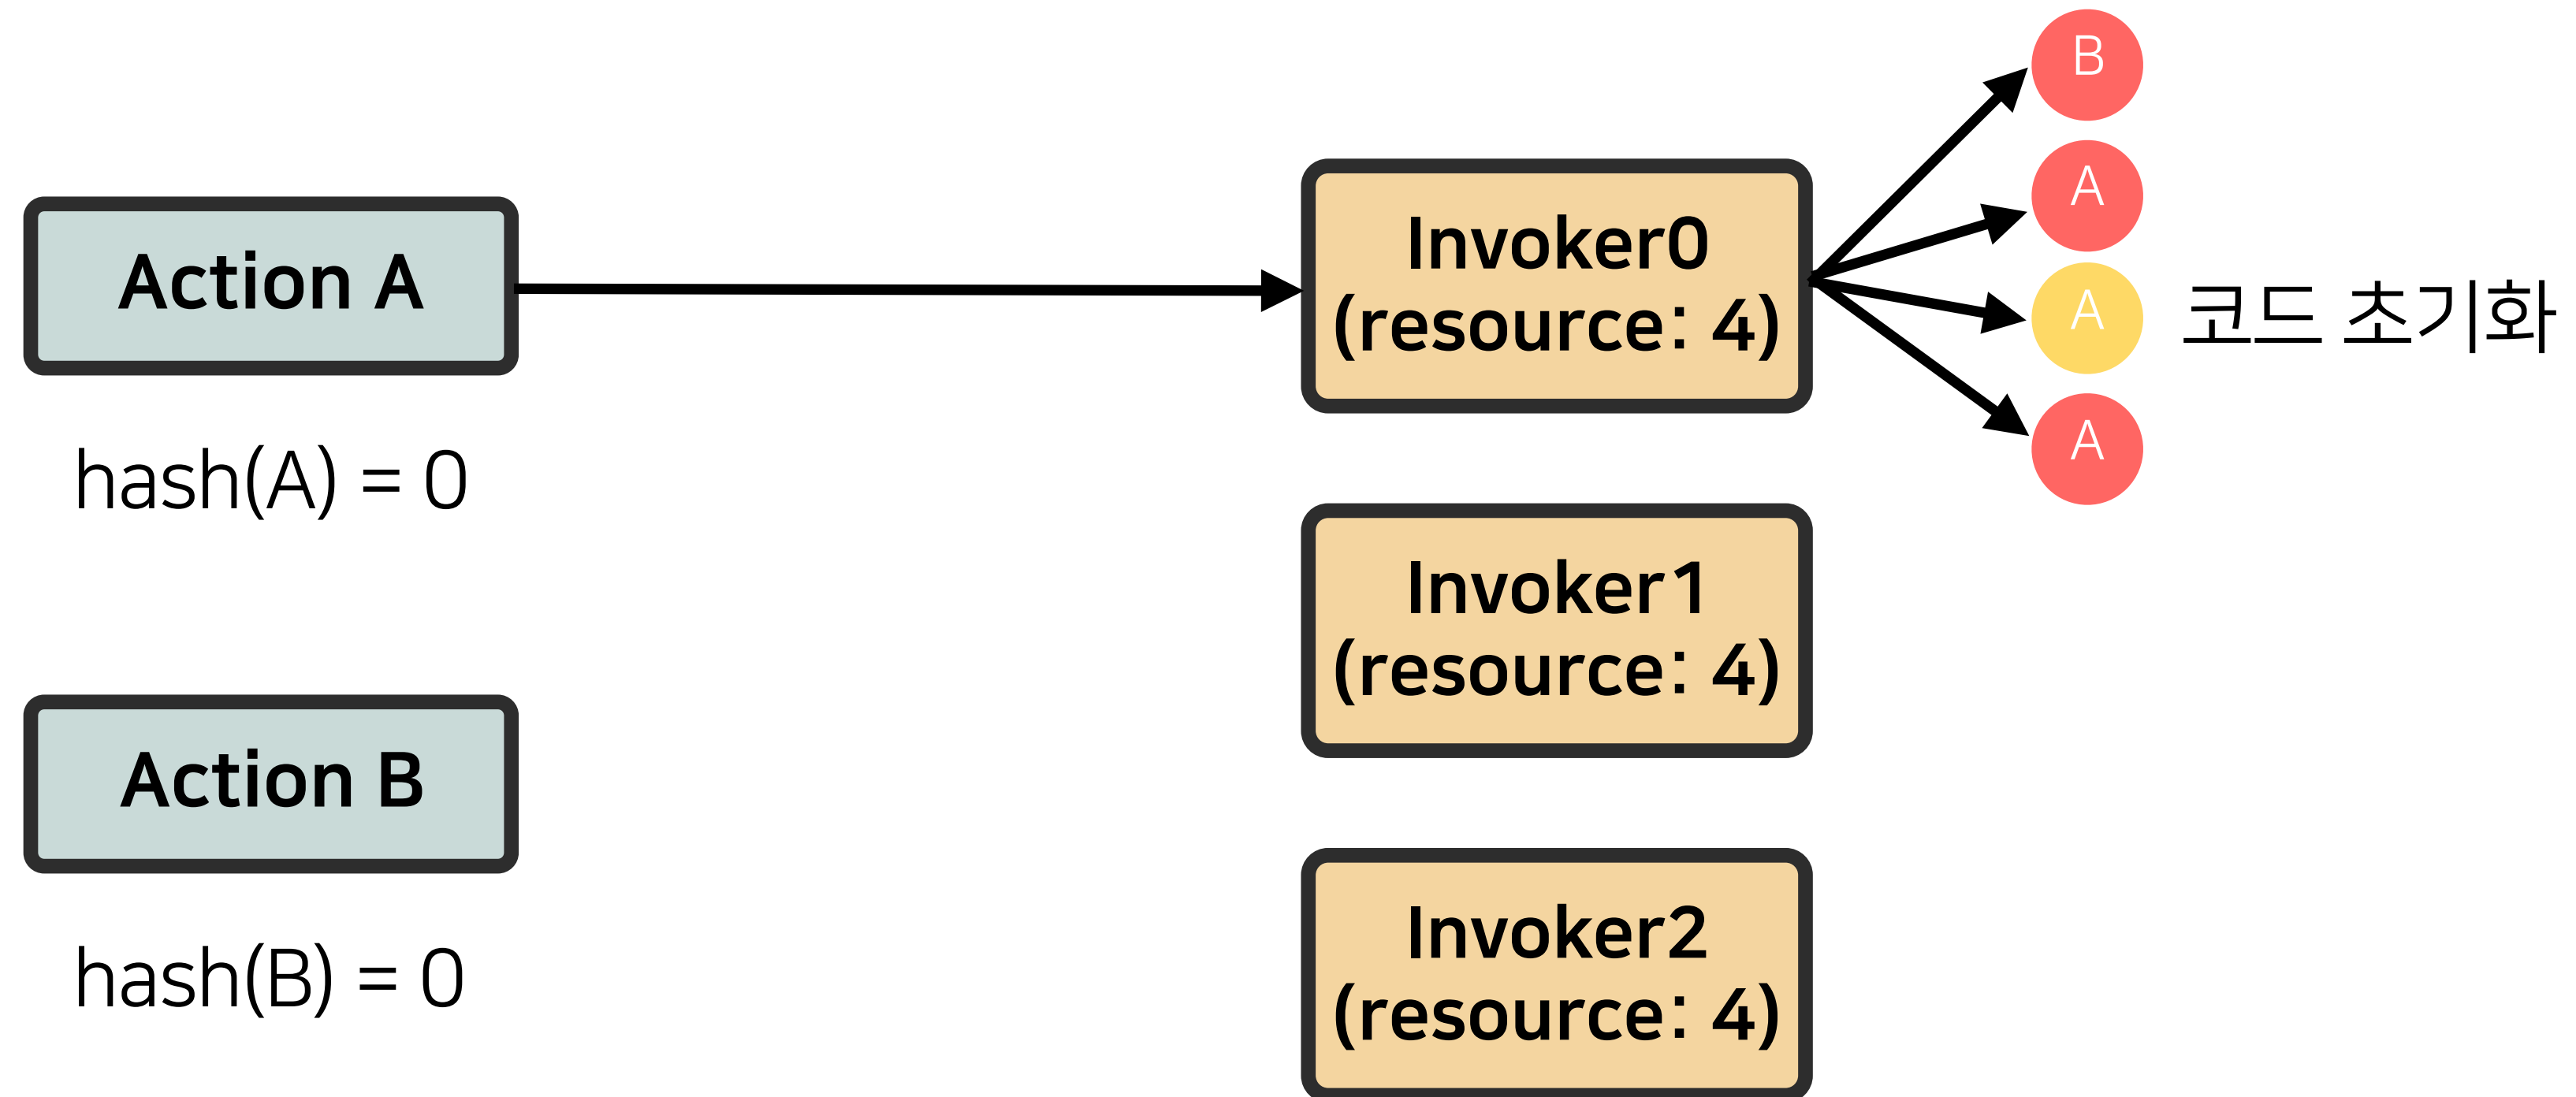 Action A
hash(A) = 0
Action B
hash(B) = 0
Invoker0
(resource: 4)
Invoker1
(resource: 4)
Invoker2
(resource: 4)
B
A
A
코드 초기화
A